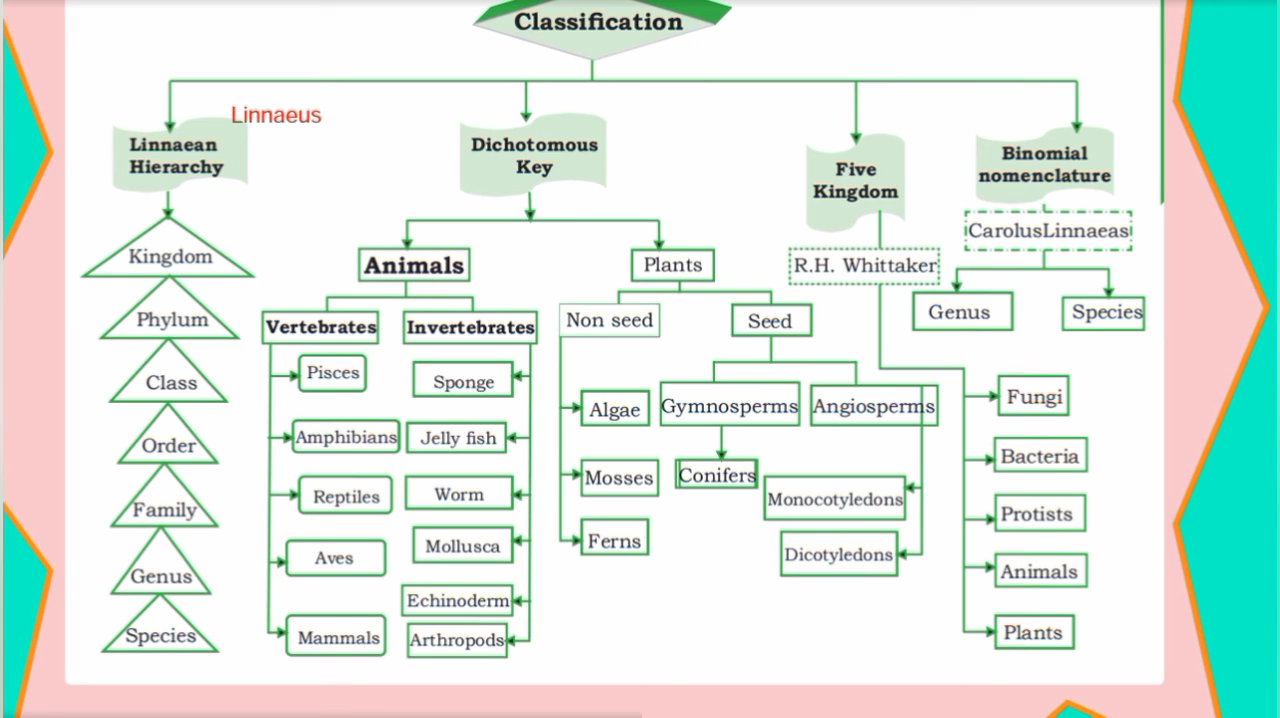 Classification
Linnaeus
Linnaean
Hierarchy
Kingdom
Phylum
Class
Order
Family
Genus
Species
Dichotomous
Key
Animals
Vertebrates
Pisces
Amphibians
Reptiles
Aves
Mammals
Invertebrates
Sponge
Jelly fish
Worm
Mollusca
Echinoderm
Arthropods
Plants
Non seed
Algae
Mosses
Ferns
Seed
Gymnosperms
Conifers
Angiosperms
Monocotyledons
Dicotyledons
Five
Kingdom
R.H. Whittaker
Fungi
Bacteria
Protists
Animals
Plants
Binomial
nomenclature
CarolusLinnaeas
Genus
Species